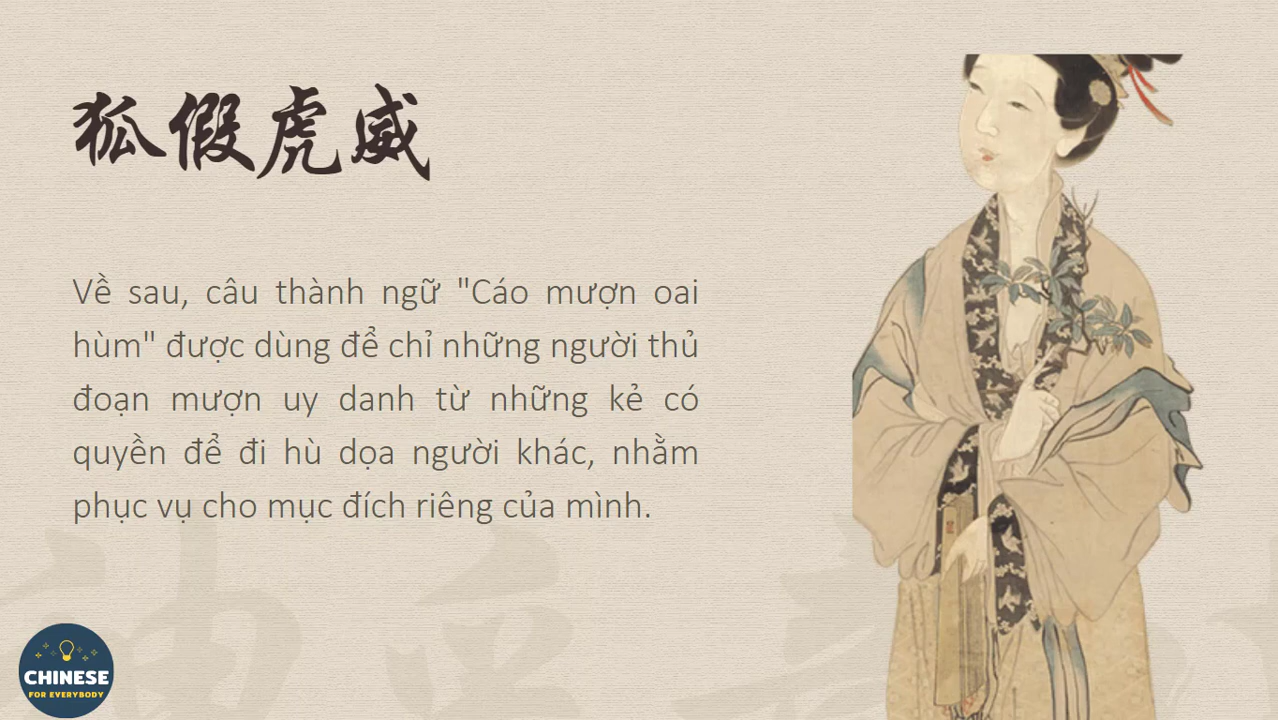 狐假虎威
Về sau, câu thành ngữ "Cáo mượn oai
hùm" được dùng để chỉ những người thủ
đoạn mượn uy danh từ những kẻ có
quyền để đi hù dọa người khác, nhằm
phục vụ cho mục đích riêng của mình.
CHINESE
FOR EVERYBODY